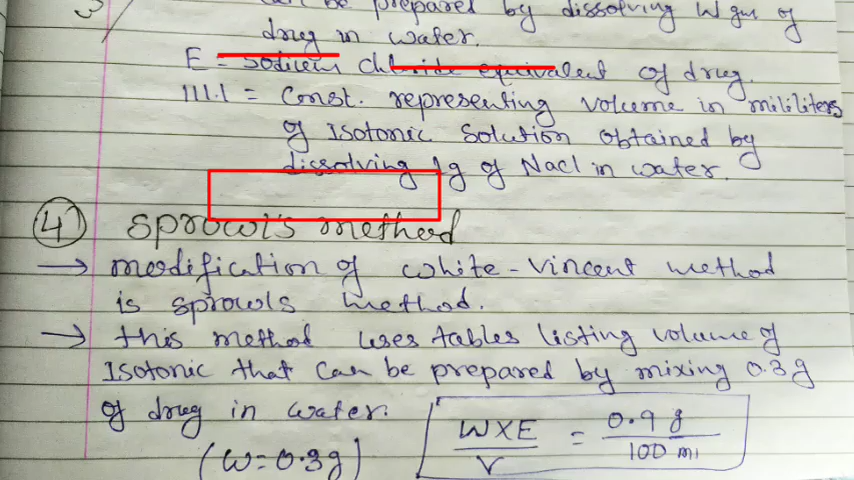 be prepared by dissolving W gm of
drug in water.
E - Sodium Chloride equivalent of drug.
111.1 = Const. representing volume in mililiters
of Isotonic Solution obtained by
dissolving 1g of Nacl in water.
4 Sprowl's method
→ modification of White-Vincent method
is sprowls method.
→ this method uses tables listing volume of
Isotonic that can be prepared by mixing 0.3g
of drug in water.
(W=0.3g)
WXE / V = 0.9 g / 100 ml